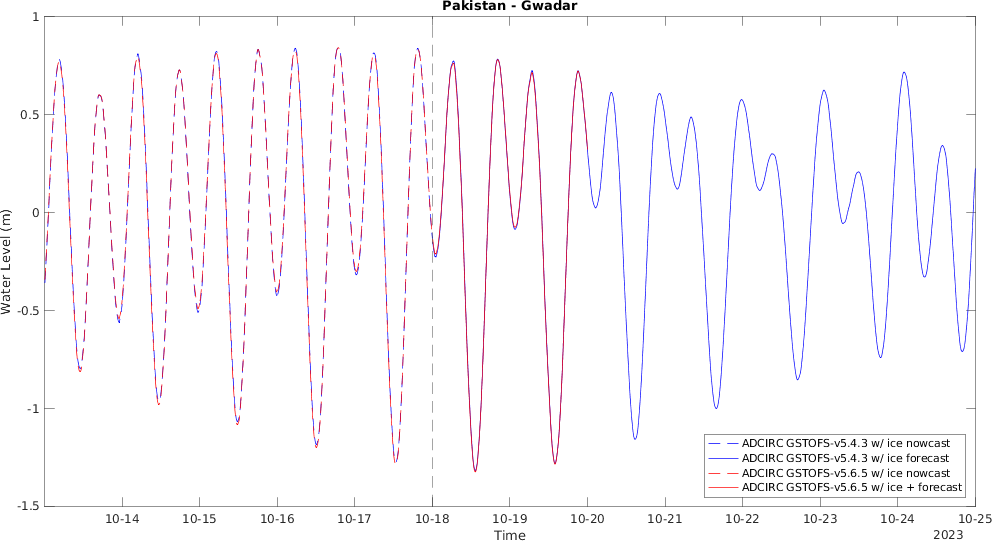 Pakistan - Gwadar
1
0.5
0
-0.5
-1
-1.5
Water Level (m)
10-14 10-15 10-16 10-17 10-18 10-19 10-20 10-21 10-22 10-23 10-24 10-25
Time
2023
ADCIRC GSTOFS-v5.4.3 w/ ice nowcast
ADCIRC GSTOFS-v5.4.3 w/ ice forecast
ADCIRC GSTOFS-v5.6.5 w/ ice nowcast
ADCIRC GSTOFS-v5.6.5 w/ ice + forecast